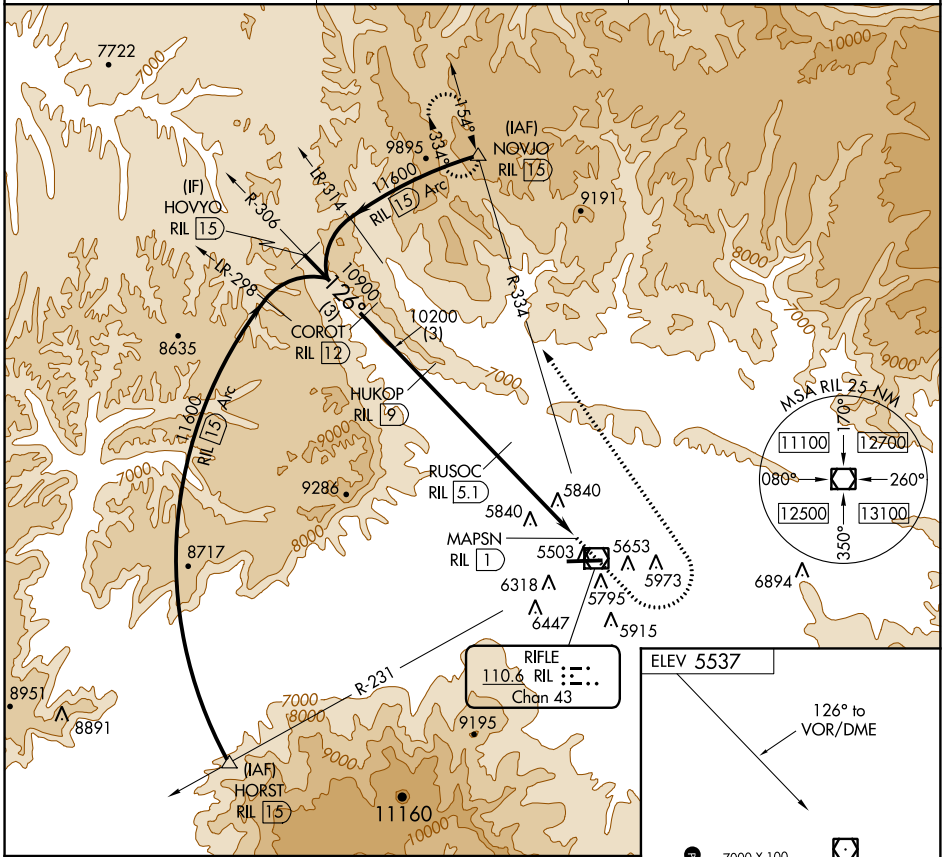 7722
7000
10000
154°
334°
(IAF)
NOVJO
RIL 15
9895
11600
RIL 15 Arc
LR-314
(IF)
HOVYO
RIL 15
R-306
9191
8000
LR-298
10900
126°
(3)
R-334
COROT
RIL 12
10200
(3)
8635
7000
7000
9000
HUKOP
RIL 9
MSA RIL 25 NM
11100
170°
12700
080°
260°
12500
350°
13100
11600
RIL 15 Arc
9000
7000
9286
8000
RUSOC
RIL 5.1
5840
5840
MAPSN
RIL 1
5503
5653
5973
8717
6318
5795
6894
6447
5915
RIFLE
110.6 RIL
Chan 43
R-231
ELEV 5537
126° to
VOR/DME
8951
8891
7000
7000
8000
9195
9000
(IAF)
HORST
RIL 15
11160
10000
P
7000 X 100